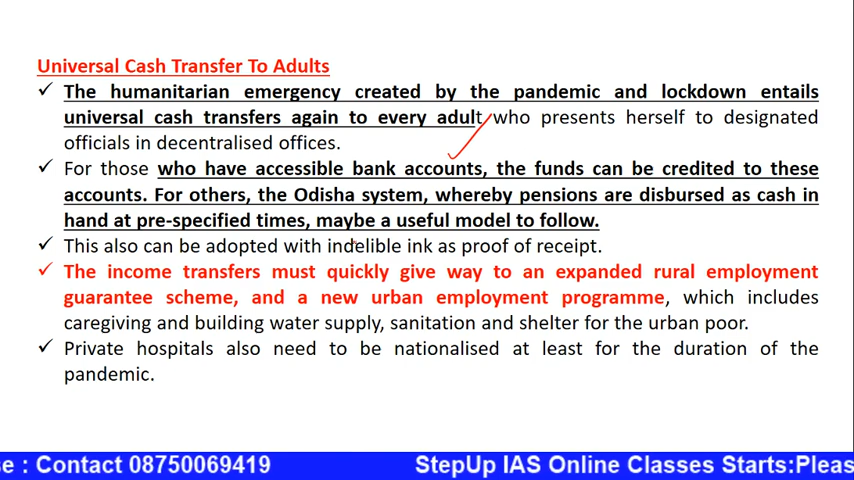 Universal Cash Transfer To Adults
✓ The humanitarian emergency created by the pandemic and lockdown entails
universal cash transfers again to every adult who presents herself to designated
officials in decentralised offices.
✓ For those who have accessible bank accounts, the funds can be credited to these
accounts. For others, the Odisha system, whereby pensions are disbursed as cash in
hand at pre-specified times, maybe a useful model to follow.
✓ This also can be adopted with indelible ink as proof of receipt.
✓ The income transfers must quickly give way to an expanded rural employment
guarantee scheme, and a new urban employment programme, which includes
caregiving and building water supply, sanitation and shelter for the urban poor.
✓ Private hospitals also need to be nationalised at least for the duration of the
pandemic.
e : Contact 08750069419 StepUp IAS Online Classes Starts:Pleas